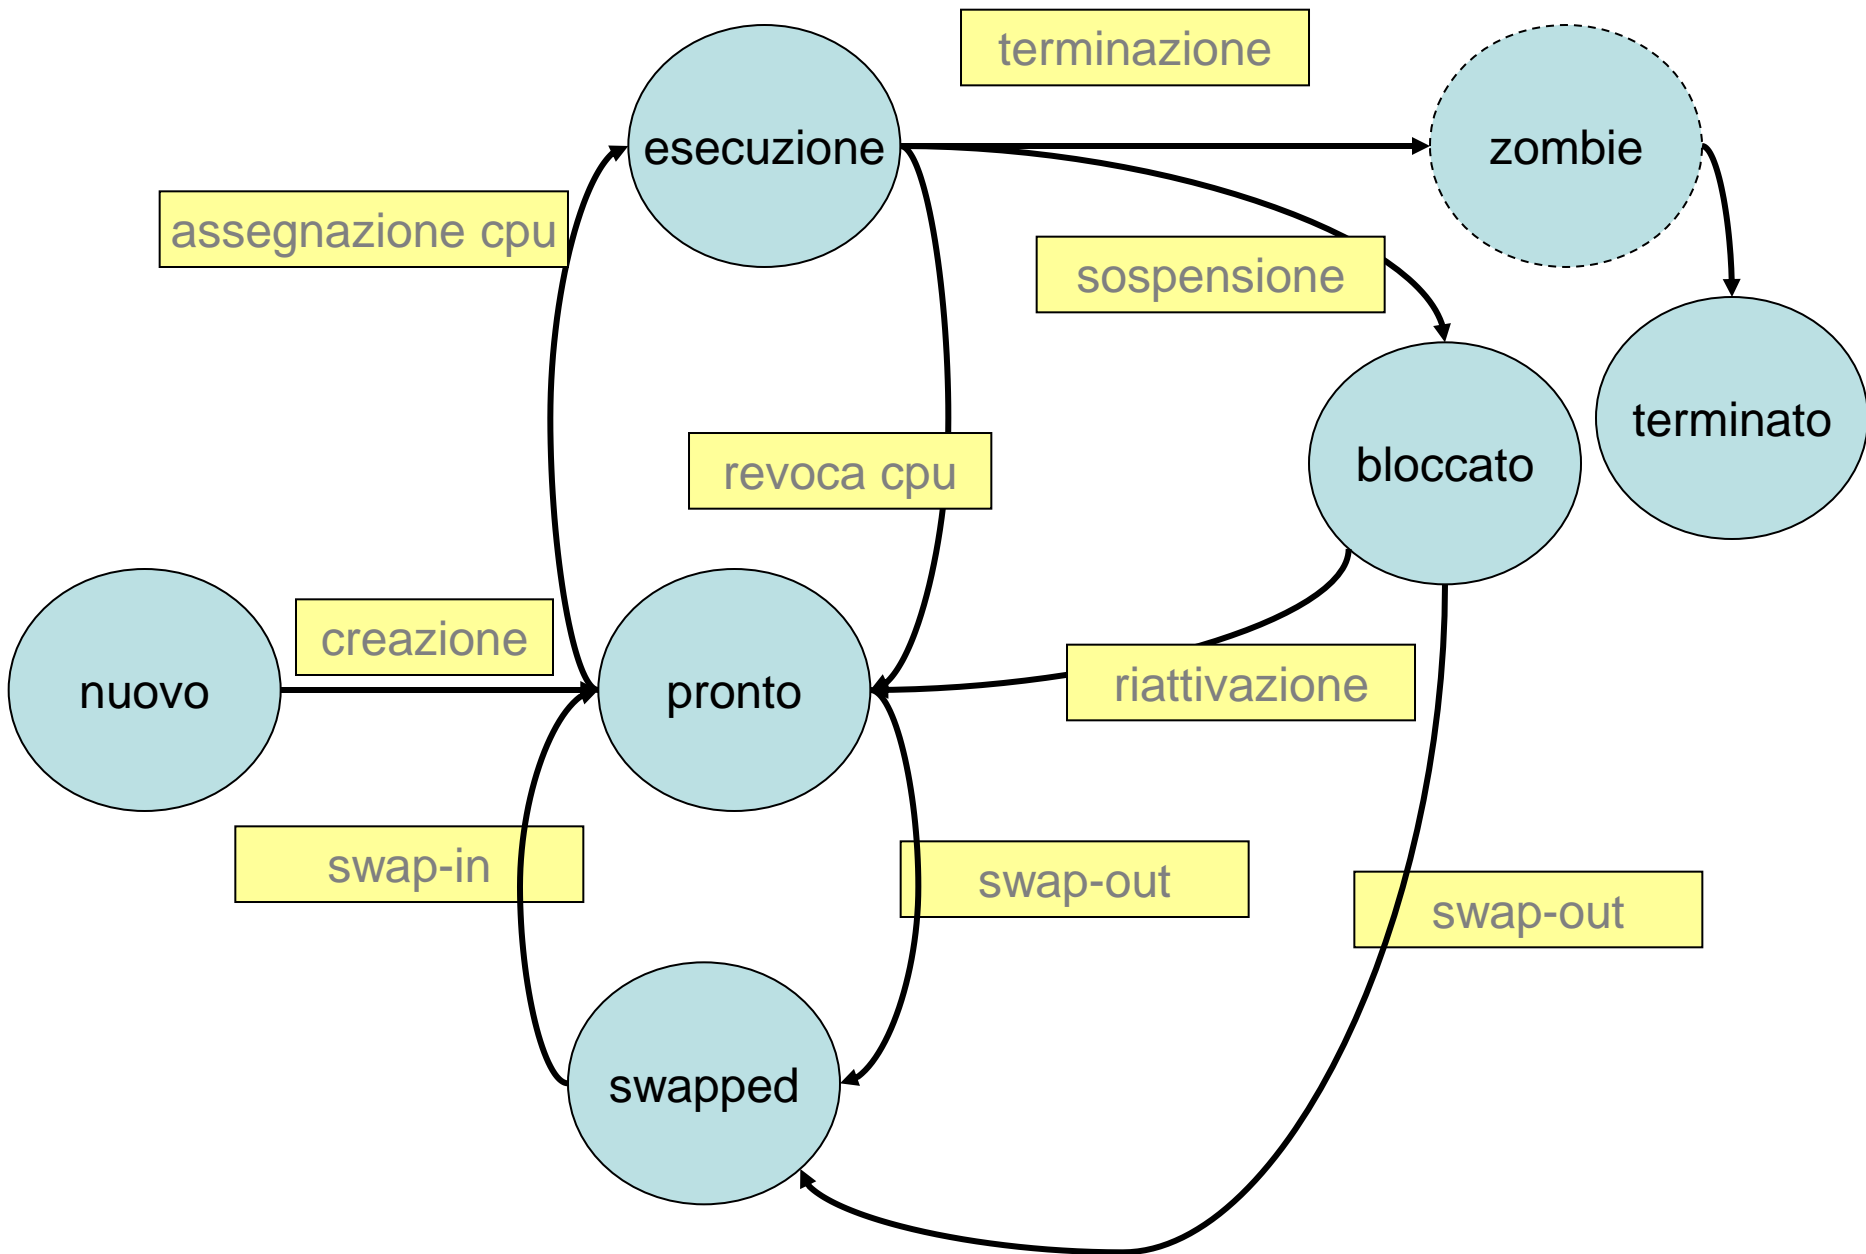 terminazione
esecuzione
zombie
assegnazione cpu
sospensione
terminato
revoca cpu
bloccato
creazione
nuovo
pronto
riattivazione
swap-in
swap-out
swap-out
swapped